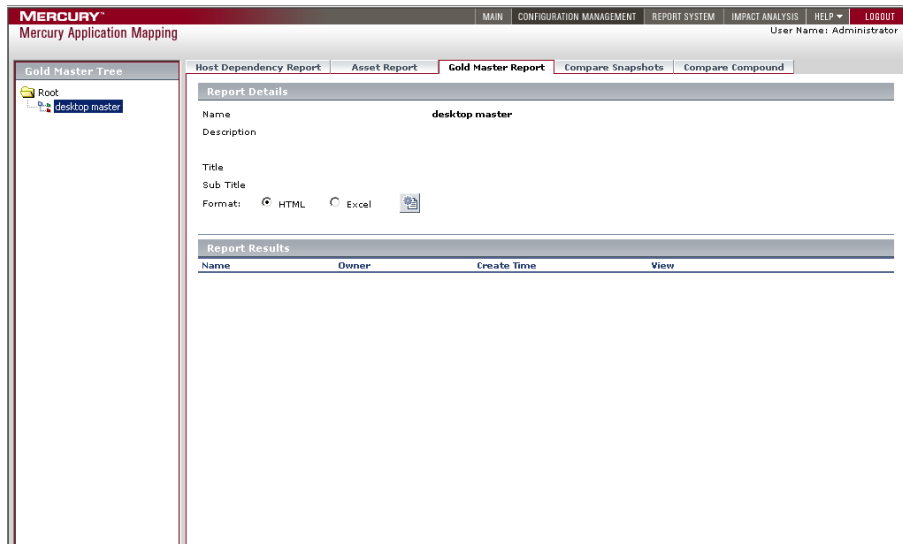 MERCURY™
MAIN CONFIGURATION MANAGEMENT REPORT SYSTEM IMPACT ANALYSIS HELP LOGOUT
Mercury Application Mapping
User Name: Administrator
Gold Master Tree
Root
desktop master
Host Dependency Report Asset Report Gold Master Report Compare Snapshots Compare Compound
Report Details
Name desktop master
Description
Title
Sub Title
Format: HTML Excel
Report Results
Name Owner Create Time View